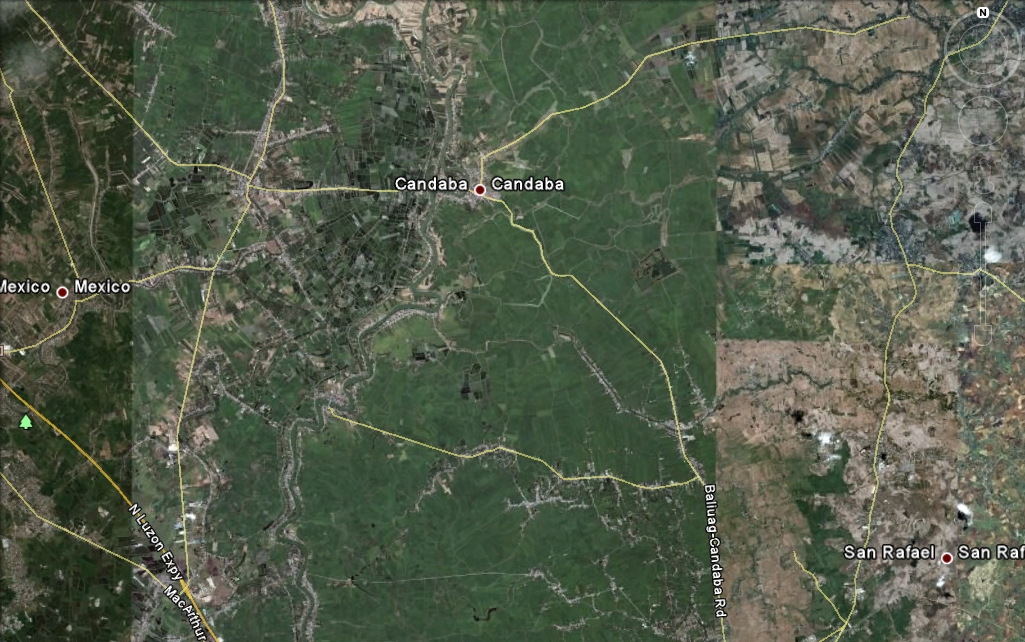 N
Candaba Candaba
Mexico Mexico
Baliuag-Candaba Rd
N Luzon Expy
San Rafael San Raf
MacArthur